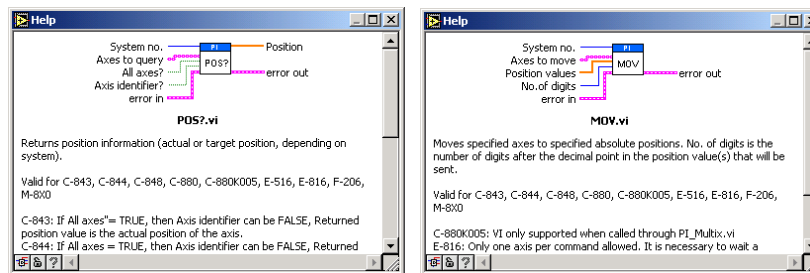 Help
System no.
PI
Position
Axes to query
POS?
All axes?
Axis identifier?
error out
error in
POS?.vi
Returns position information (actual or target position, depending on
system).
Valid for C-843, C-844, C-848, C-880, C-880K005, E-516, E-816, F-206,
M-8X0
C-843: If All axes"= TRUE, then Axis identifier can be FALSE, Returned
position value is the actual position of the axis.
C-844: If All axes = TRUE, then Axis identifier can be FALSE, Returned
?
Help
System no.
PI
Axes to move
MOV
Position values
error out
No.of digits
error in
MOV.vi
Moves specified axes to specified absolute positions. No. of digits is the
number of digits after the decimal point in the position value(s) that will be
sent.
Valid for C-843, C-844, C-848, C-880, C-880K005, E-516, E-816, F-206,
M-8X0
C-880K005: VI only supported when called through PI_Multix.vi
E-816: Only one axis per command allowed. It is necessary to wait a
?